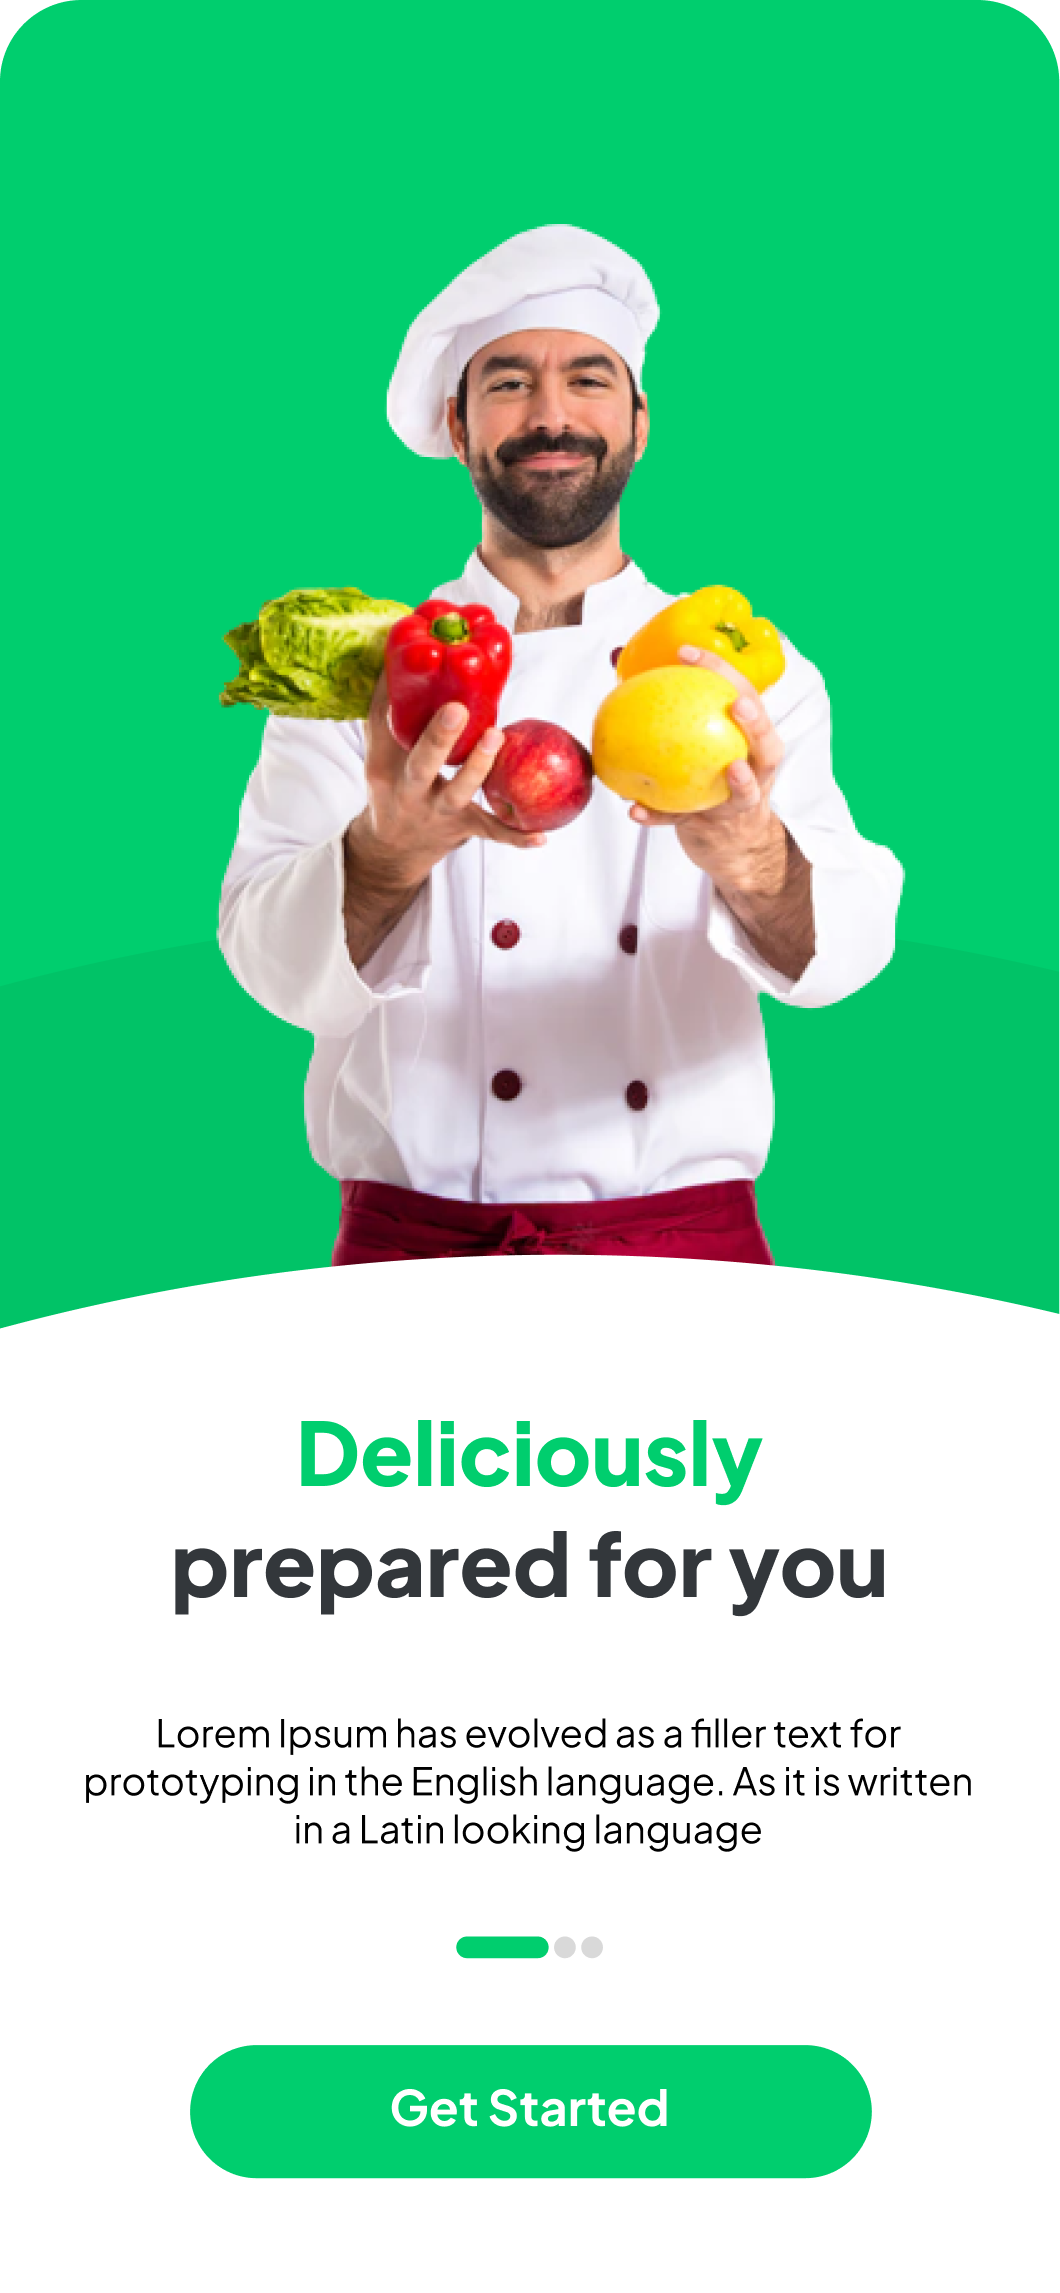 Deliciously
prepared for you
Lorem Ipsum has evolved as a filler text for
prototyping in the English language. As it is written
in a Latin looking language
Get Started